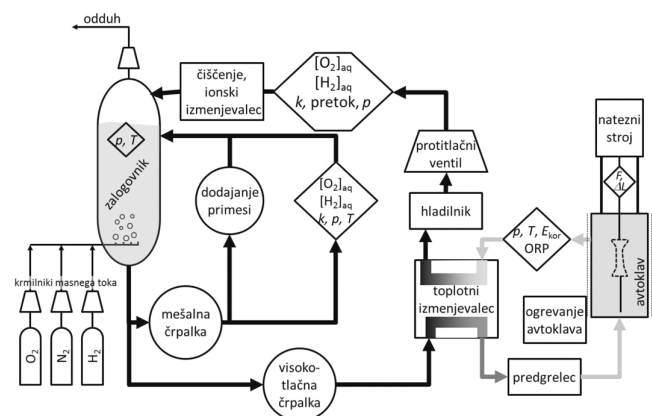 odduh
čiščenje,
ionski
izmenjevalec
[O₂]aq
[H₂]aq
k, pretok, p
p, T
zalogovnik
dodajanje
primesi
[O₂]aq
[H₂]aq
k, p, T
protitlačni
ventil
hladilnik
natezni
stroj
F,
ΔL
p, T, Ekor
ORP
avtoklav
krmilniki masnega toka
toplotni
izmenjevalec
ogrevanje
avtoklava
mešalna
črpalka
O₂
N₂
H₂
visoko-
tlačna
črpalka
predgrelec